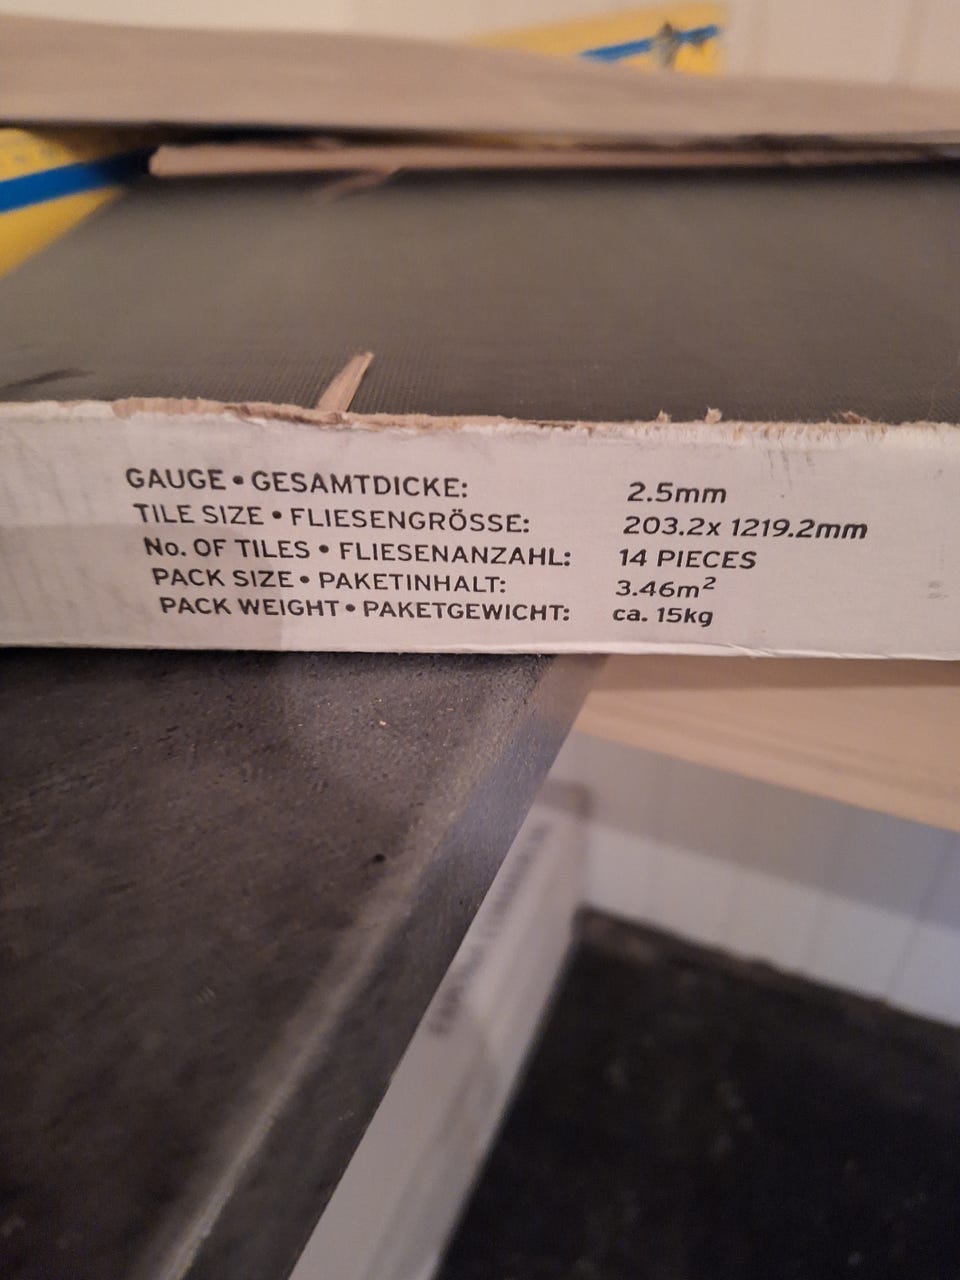 GAUGE • GESAMTDICKE: 2.5mm
TILE SIZE • FLIESENGRÖSSE: 203.2x 1219.2mm
No. OF TILES • FLIESENANZAHL: 14 PIECES
PACK SIZE • PAKETINHALT: 3.46m²
PACK WEIGHT • PAKETGEWICHT: ca. 15kg